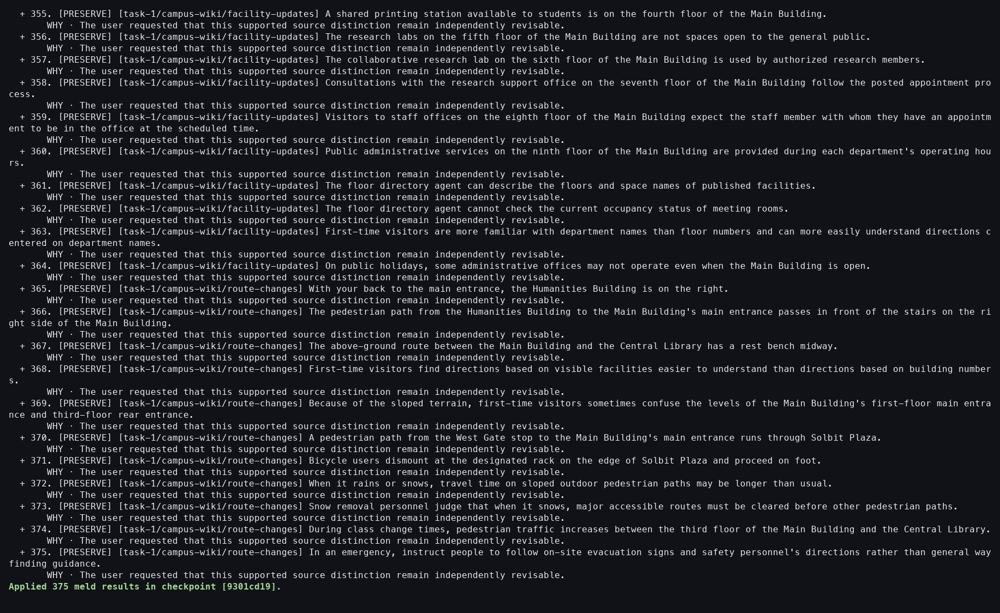 + 355. [PRESERVE] [task-1/campus-wiki/facility-updates] A shared printing station available to students is on the fourth floor of the Main Building.
WHY · The user requested that this supported source distinction remain independently revisable.
+ 356. [PRESERVE] [task-1/campus-wiki/facility-updates] The research labs on the fifth floor of the Main Building are not spaces open to the general public.
WHY · The user requested that this supported source distinction remain independently revisable.
+ 357. [PRESERVE] [task-1/campus-wiki/facility-updates] The collaborative research lab on the sixth floor of the Main Building is used by authorized research members.
WHY · The user requested that this supported source distinction remain independently revisable.
+ 358. [PRESERVE] [task-1/campus-wiki/facility-updates] Consultations with the research support office on the seventh floor of the Main Building follow the posted appointment pro
cess.
WHY · The user requested that this supported source distinction remain independently revisable.
+ 359. [PRESERVE] [task-1/campus-wiki/facility-updates] Visitors to staff offices on the eighth floor of the Main Building expect the staff member with whom they have an appointm
ent to be in the office at the scheduled time.
WHY · The user requested that this supported source distinction remain independently revisable.
+ 360. [PRESERVE] [task-1/campus-wiki/facility-updates] Public administrative services on the ninth floor of the Main Building are provided during each department's operating hou
rs.
WHY · The user requested that this supported source distinction remain independently revisable.
+ 361. [PRESERVE] [task-1/campus-wiki/facility-updates] The floor directory agent can describe the floors and space names of published facilities.
WHY · The user requested that this supported source distinction remain independently revisable.
+ 362. [PRESERVE] [task-1/campus-wiki/facility-updates] The floor directory agent cannot check the current occupancy status of meeting rooms.
WHY · The user requested that this supported source distinction remain independently revisable.
+ 363. [PRESERVE] [task-1/campus-wiki/facility-updates] First-time visitors are more familiar with department names than floor numbers and can more easily understand directions c
entered on department names.
WHY · The user requested that this supported source distinction remain independently revisable.
+ 364. [PRESERVE] [task-1/campus-wiki/facility-updates] On public holidays, some administrative offices may not operate even when the Main Building is open.
WHY · The user requested that this supported source distinction remain independently revisable.
+ 365. [PRESERVE] [task-1/campus-wiki/route-changes] With your back to the main entrance, the Humanities Building is on the right.
WHY · The user requested that this supported source distinction remain independently revisable.
+ 366. [PRESERVE] [task-1/campus-wiki/route-changes] The pedestrian path from the Humanities Building to the Main Building's main entrance passes in front of the stairs on the ri
ght side of the Main Building.
WHY · The user requested that this supported source distinction remain independently revisable.
+ 367. [PRESERVE] [task-1/campus-wiki/route-changes] The above-ground route between the Main Building and the Central Library has a rest bench midway.
WHY · The user requested that this supported source distinction remain independently revisable.
+ 368. [PRESERVE] [task-1/campus-wiki/route-changes] First-time visitors find directions based on visible facilities easier to understand than directions based on building number
s.
WHY · The user requested that this supported source distinction remain independently revisable.
+ 369. [PRESERVE] [task-1/campus-wiki/route-changes] Because of the sloped terrain, first-time visitors sometimes confuse the levels of the Main Building's first-floor main entra
nce and third-floor rear entrance.
WHY · The user requested that this supported source distinction remain independently revisable.
+ 370. [PRESERVE] [task-1/campus-wiki/route-changes] A pedestrian path from the West Gate stop to the Main Building's main entrance runs through Solbit Plaza.
WHY · The user requested that this supported source distinction remain independently revisable.
+ 371. [PRESERVE] [task-1/campus-wiki/route-changes] Bicycle users dismount at the designated rack on the edge of Solbit Plaza and proceed on foot.
WHY · The user requested that this supported source distinction remain independently revisable.
+ 372. [PRESERVE] [task-1/campus-wiki/route-changes] When it rains or snows, travel time on sloped outdoor pedestrian paths may be longer than usual.
WHY · The user requested that this supported source distinction remain independently revisable.
+ 373. [PRESERVE] [task-1/campus-wiki/route-changes] Snow removal personnel judge that when it snows, major accessible routes must be cleared before other pedestrian paths.
WHY · The user requested that this supported source distinction remain independently revisable.
+ 374. [PRESERVE] [task-1/campus-wiki/route-changes] During class change times, pedestrian traffic increases between the third floor of the Main Building and the Central Library.
WHY · The user requested that this supported source distinction remain independently revisable.
+ 375. [PRESERVE] [task-1/campus-wiki/route-changes] In an emergency, instruct people to follow on-site evacuation signs and safety personnel's directions rather than general way
finding guidance.
WHY · The user requested that this supported source distinction remain independently revisable.
Applied 375 meld results in checkpoint [9301cd19].